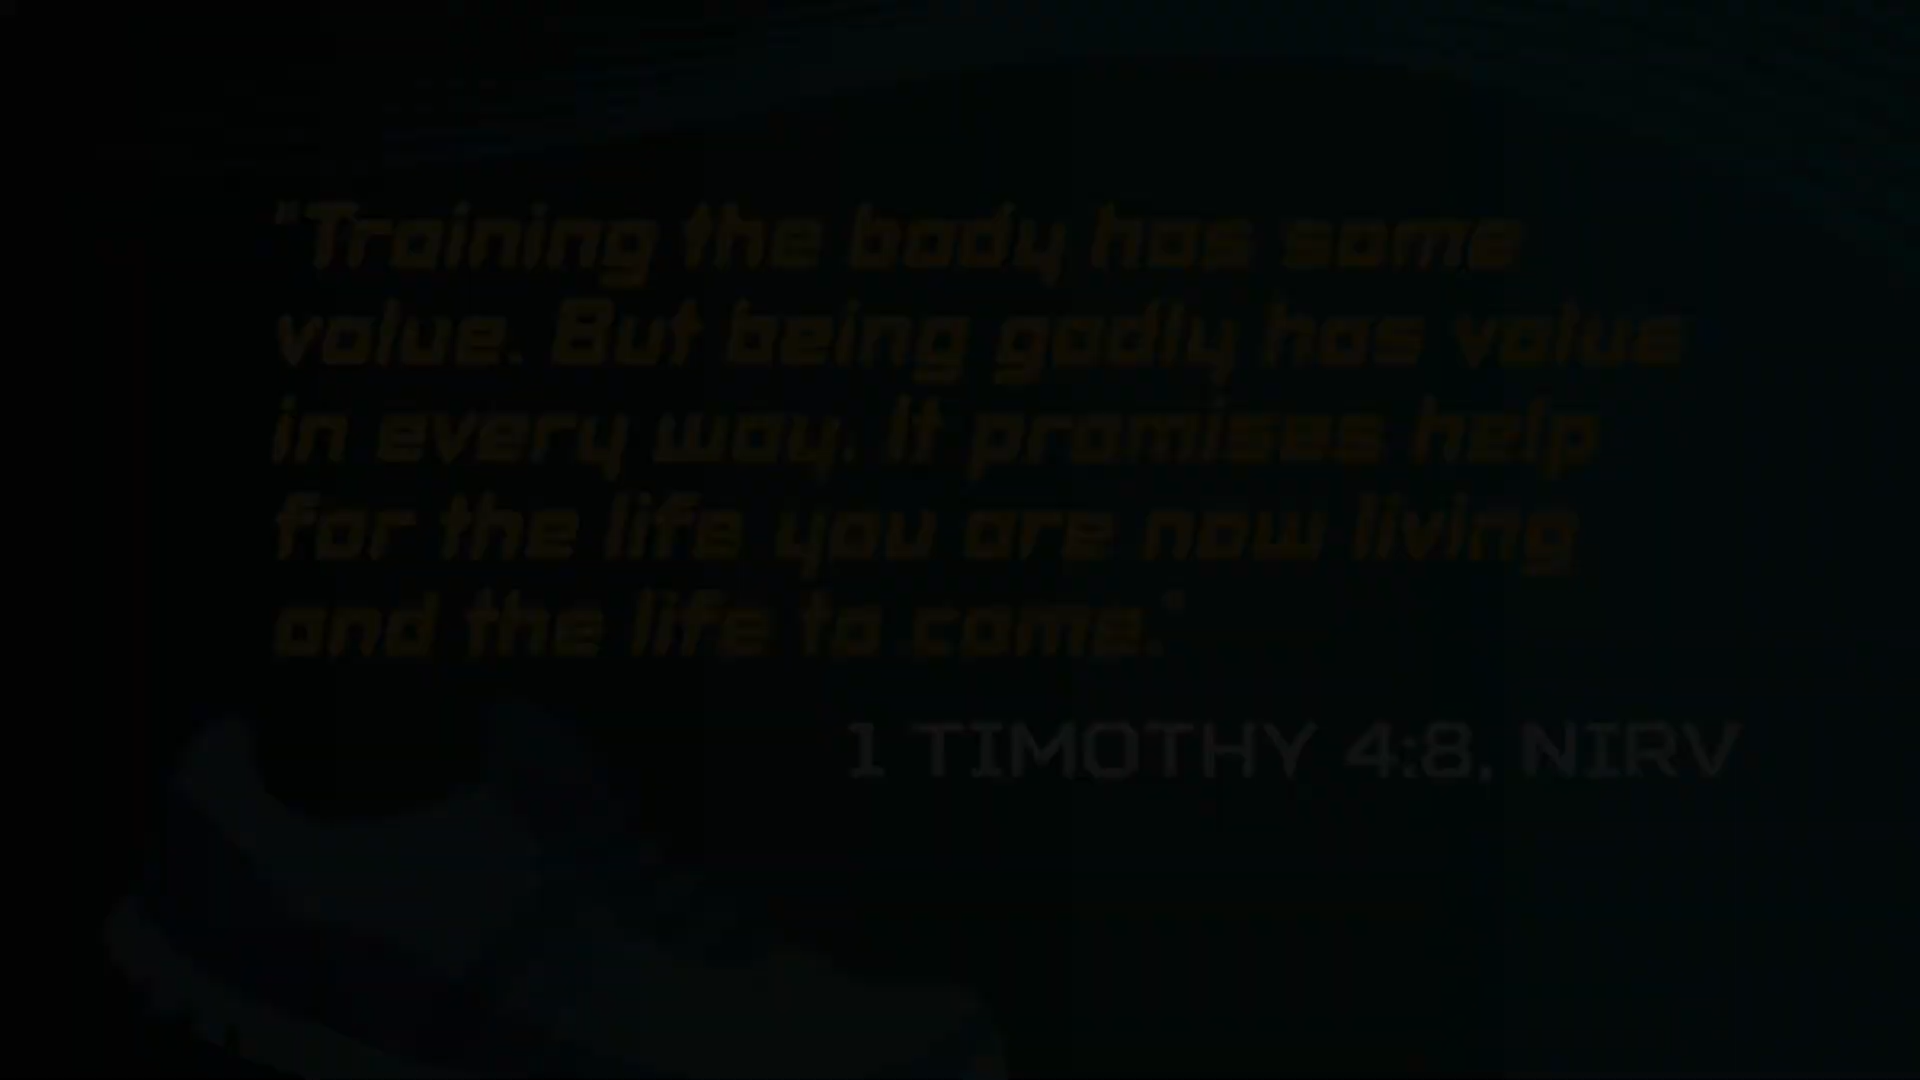 "Training the body has some
value. But being godly has value
in every way. It promises help
for the life you are now living
and the life to come."
1 TIMOTHY 4:8, NIRV